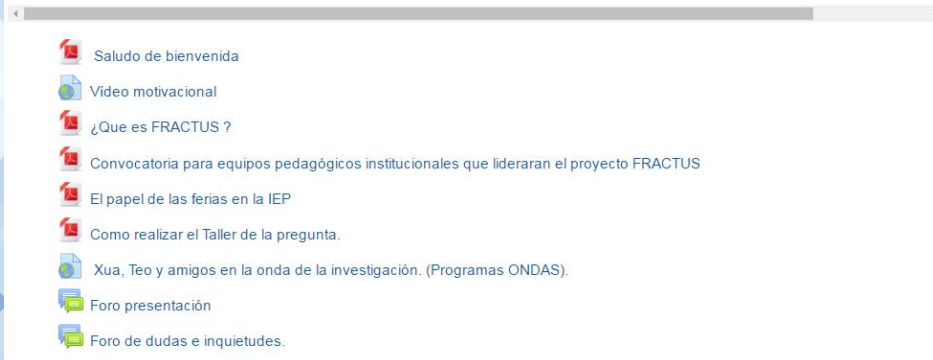 Saludo de bienvenida
Vídeo motivacional
¿Que es FRACTUS ?
Convocatoria para equipos pedagógicos institucionales que lideraran el proyecto FRACTUS
El papel de las ferias en la IEP
Como realizar el Taller de la pregunta.
Xua, Teo y amigos en la onda de la investigación. (Programas ONDAS).
Foro presentación
Foro de dudas e inquietudes.